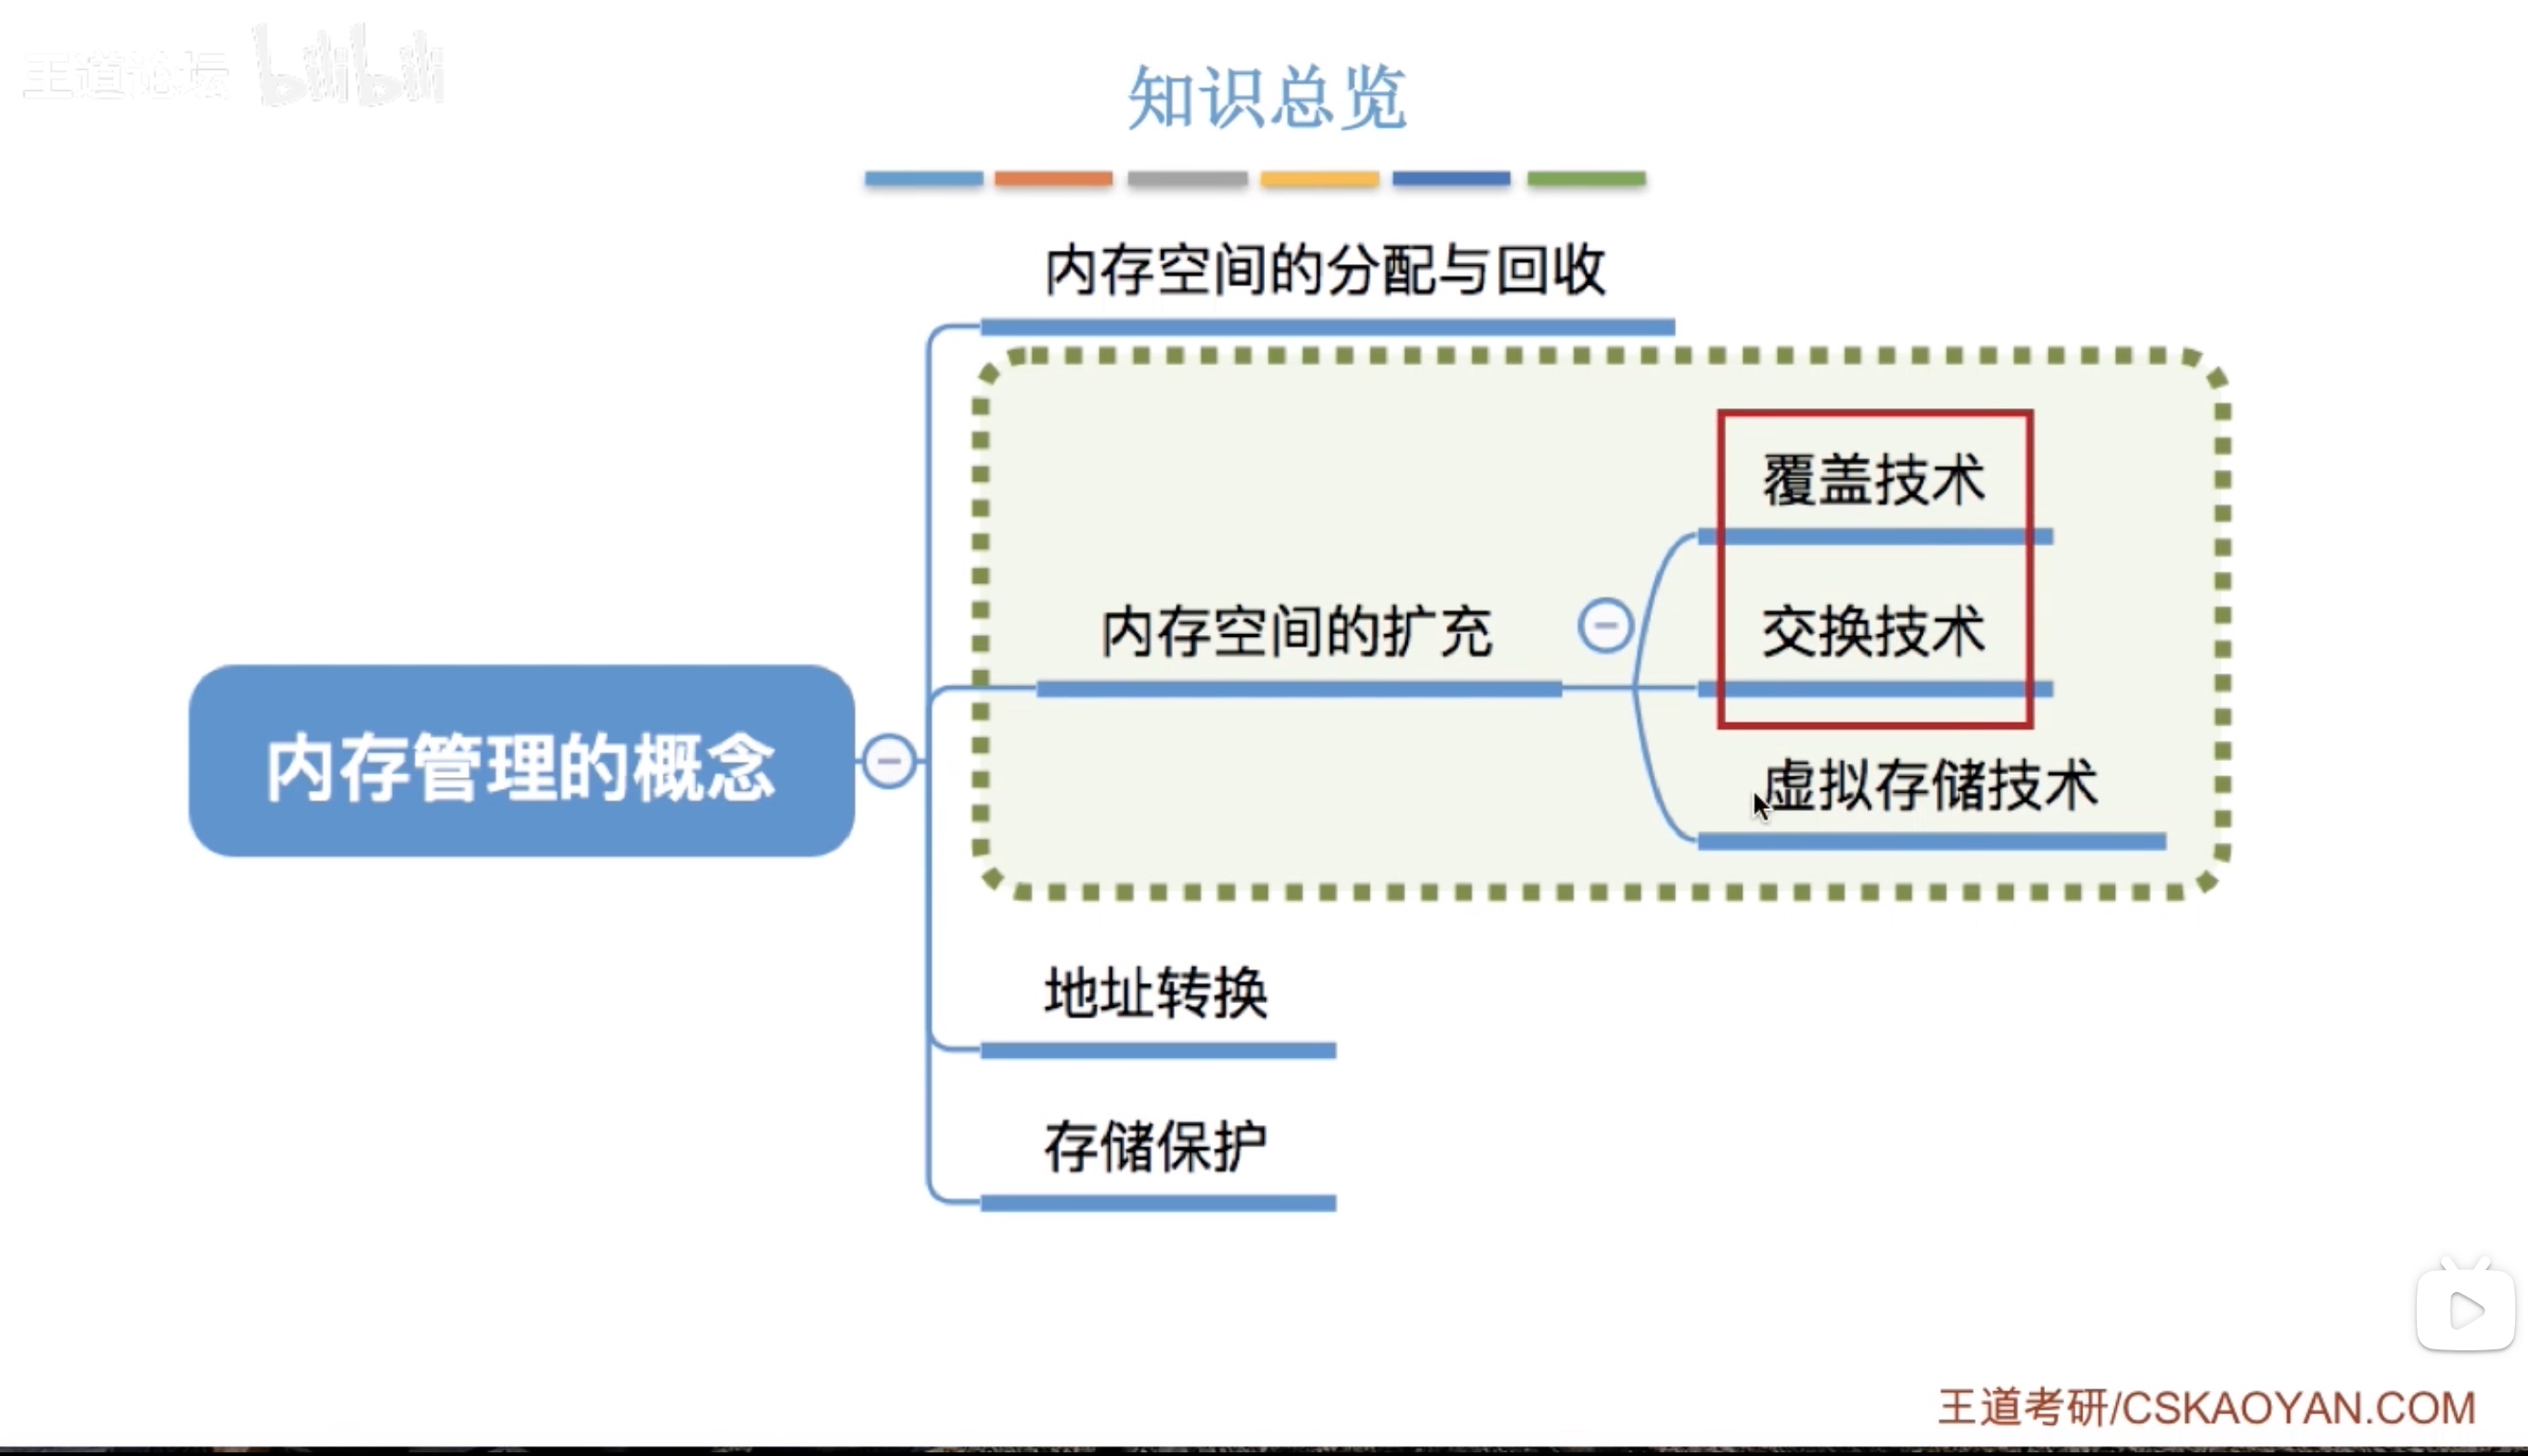 王道论坛 bilibili
知识总览
内存空间的分配与回收
覆盖技术
内存空间的扩充
交换技术
内存管理的概念
虚拟存储技术
地址转换
存储保护
王道考研/CSKAOYAN.COM